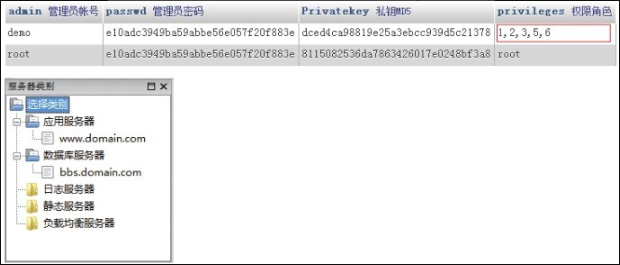 admin 管理员帐号 passwd 管理员密码 Privatekey 私钥MD5 privileges 权限角色
demo e10adc3949ba59abbe56e057f20f883e dced4ca98819e25a3ebcc939d5c21378 1,2,3,5,6
root e10adc3949ba59abbe56e057f20f883e 8115082536da7863426017e0248bf3a8 root
服务器类别
选择类别
应用服务器
www.domain.com
数据库服务器
bbs.domain.com
日志服务器
静态服务器
负载均衡服务器